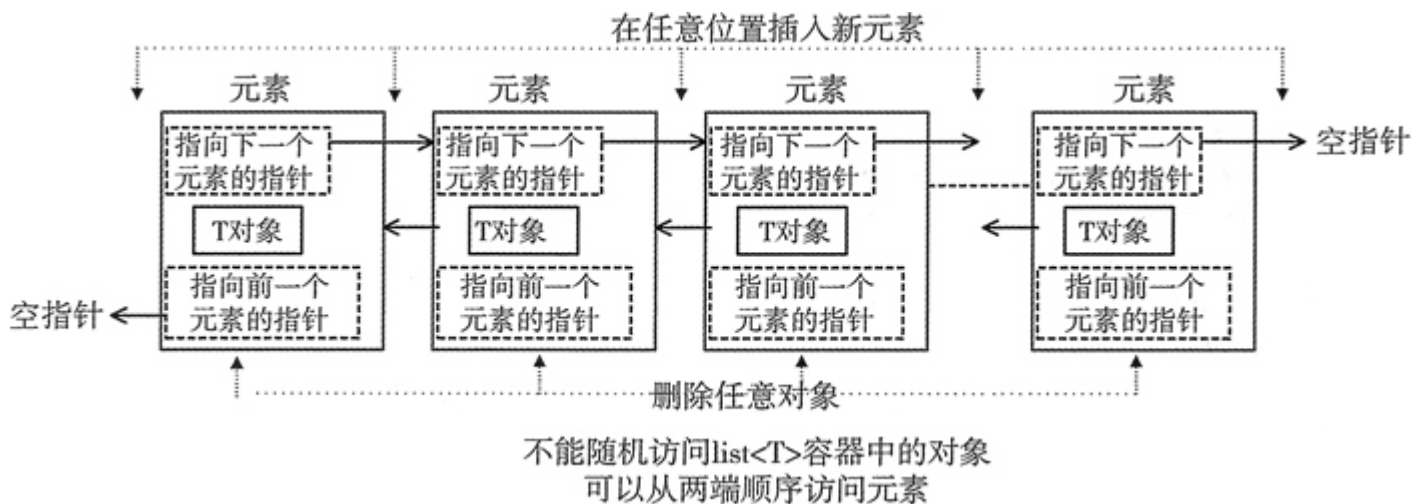 在任意位置插入新元素
元素 元素 元素 元素
指向下一个 指向下一个 指向下一个 指向下一个
元素的指针 元素的指针 元素的指针 元素的指针
空指针
T对象 T对象 T对象 T对象
指向前一个 指向前一个 指向前一个 指向前一个
元素的指针 元素的指针 元素的指针 元素的指针
空指针
删除任意对象
不能随机访问list<T>容器中的对象
可以从两端顺序访问元素